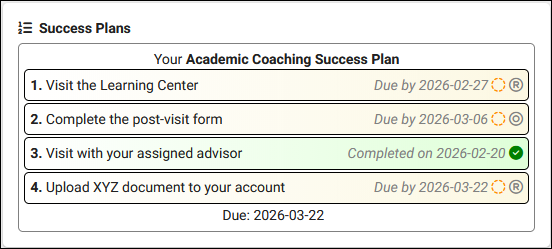 Success Plans
Your Academic Coaching Success Plan
1. Visit the Learning Center Due by 2026-02-27 R
2. Complete the post-visit form Due by 2026-03-06 O
3. Visit with your assigned advisor Completed on 2026-02-20
4. Upload XYZ document to your account Due by 2026-03-22 R
Due: 2026-03-22